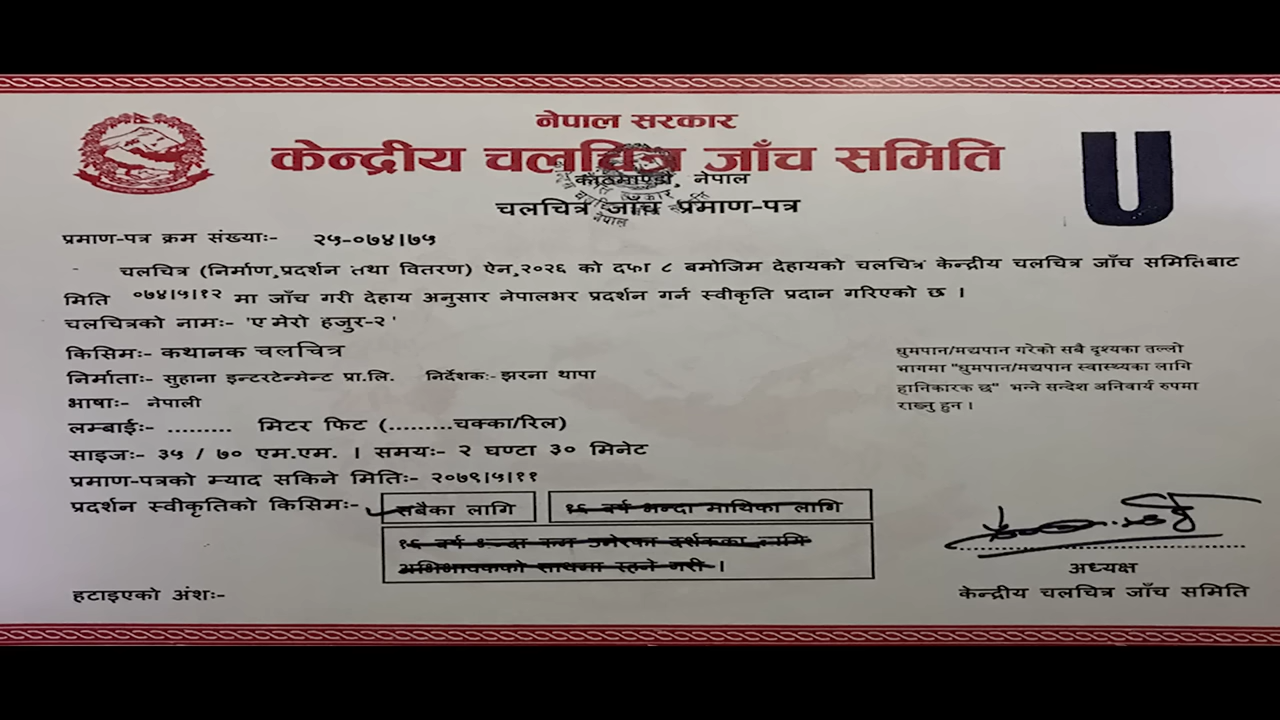 नेपाल सरकार
केन्द्रीय चलचित्र जाँच समिति
काठमाण्डौ, नेपाल
चलचित्र जाँच प्रमाण-पत्र
U
प्रमाण-पत्र क्रम संख्याः- २५-०७४।७५
चलचित्र (निर्माण,प्रदर्शन तथा वितरण) ऐन,२०२६ को दफा ८ बमोजिम देहायको चलचित्र केन्द्रीय चलचित्र जाँच समितिबाट
मिति ०७४।५।१२ मा जाँच गरी देहाय अनुसार नेपालभर प्रदर्शन गर्न स्वीकृति प्रदान गरिएको छ ।
चलचित्रको नामः- 'ए मेरो हजुर-२'
किसिमः- कथानक चलचित्र
निर्माताः- सुहाना इन्टरटेन्मेन्ट प्रा.लि. निर्देशकः- झरना थापा
भाषाः- नेपाली
लम्बाईः- ......... मिटर फिट (.........चक्का/रिल)
साइजः- ३५ / ७० एम.एम. । समयः- २ घण्टा ३० मिनेट
प्रमाण-पत्रको म्याद सकिने मितिः- २०७९।५।११
प्रदर्शन स्वीकृतिको किसिमः- सबैका लागि १६ वर्ष भन्दा माथिका लागि
१६ वर्ष भन्दा कम उमेरका दर्शकका लागि
अभिभावकको साथमा रहने गरी ।
हटाइएको अंशः-
धुमपान/मद्यपान गरेको सबै दृश्यका तल्लो
भागमा "धुमपान/मद्यपान स्वास्थ्यका लागि
हानिकारक छ" भन्ने सन्देश अनिवार्य रुपमा
राख्नु हुन ।
अध्यक्ष
केन्द्रीय चलचित्र जाँच समिति